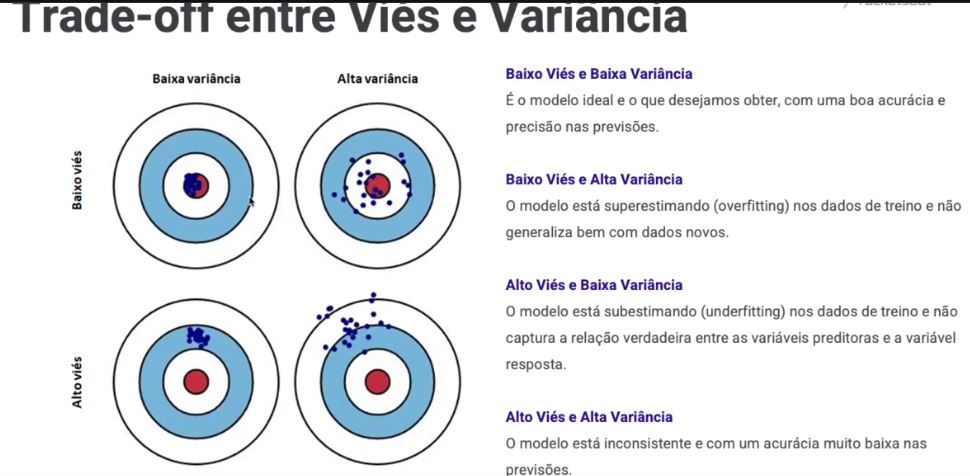 Trade-off entre Viés e Variância
Baixa variância
Alta variância
Baixo viés
Alto viés
Baixo Viés e Baixa Variância
É o modelo ideal e o que desejamos obter, com uma boa acurácia e
precisão nas previsões.
Baixo Viés e Alta Variância
O modelo está superestimando (overfitting) nos dados de treino e não
generaliza bem com dados novos.
Alto Viés e Baixa Variância
O modelo está subestimando (underfitting) nos dados de treino e não
captura a relação verdadeira entre as variáveis preditoras e a variável
resposta.
Alto Viés e Alta Variância
O modelo está inconsistente e com um acurácia muito baixa nas
previsões.